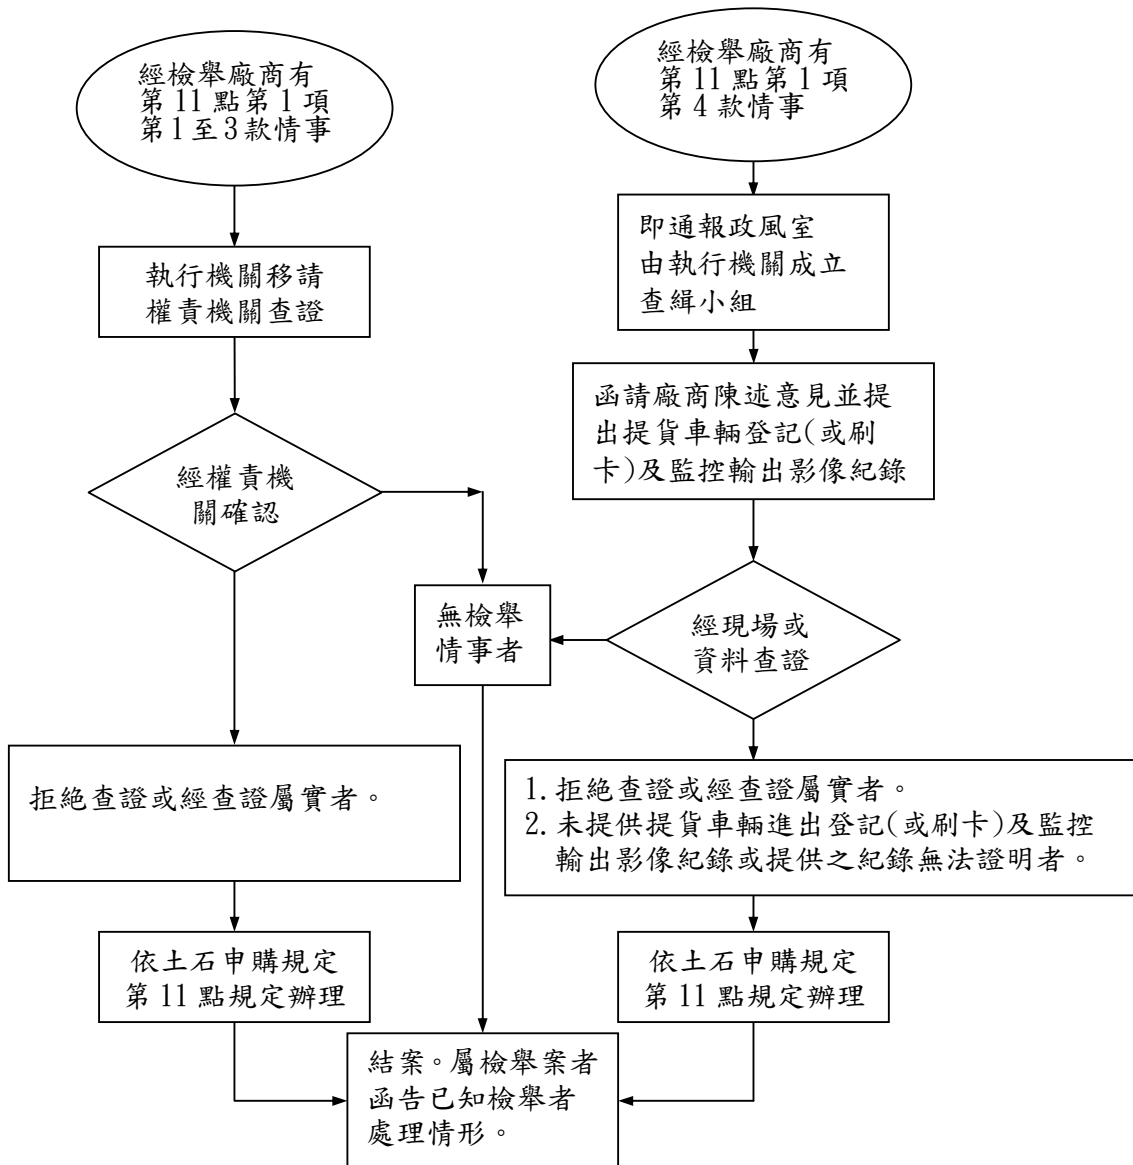 經檢舉廠商有
第11點第1項
第1至3款情事
經檢舉廠商有
第11點第1項
第4款情事
執行機關移請
權責機關查證
即通報政風室
由執行機關成立
查緝小組
函請廠商陳述意見並提
出提貨車輛登記(或刷
卡)及監控輸出影像紀錄
經權責機
關確認
無檢舉
情事者
經現場或
資料查證
拒絕查證或經查證屬實者。
1.拒絕查證或經查證屬實者。
2.未提供提貨車輛進出登記(或刷卡)及監控
輸出影像紀錄或提供之紀錄無法證明者。
依土石申購規定
第11點規定辦理
依土石申購規定
第11點規定辦理
結案。屬檢舉案者
函告已知檢舉者
處理情形。